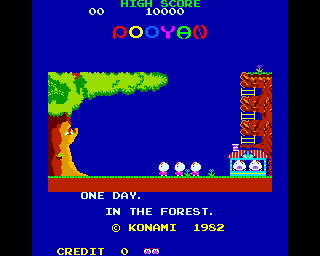 HIGH SCORE
00 10000
POOYAN
ONE DAY.
IN THE FOREST.
© KONAMI 1982
CREDIT 0